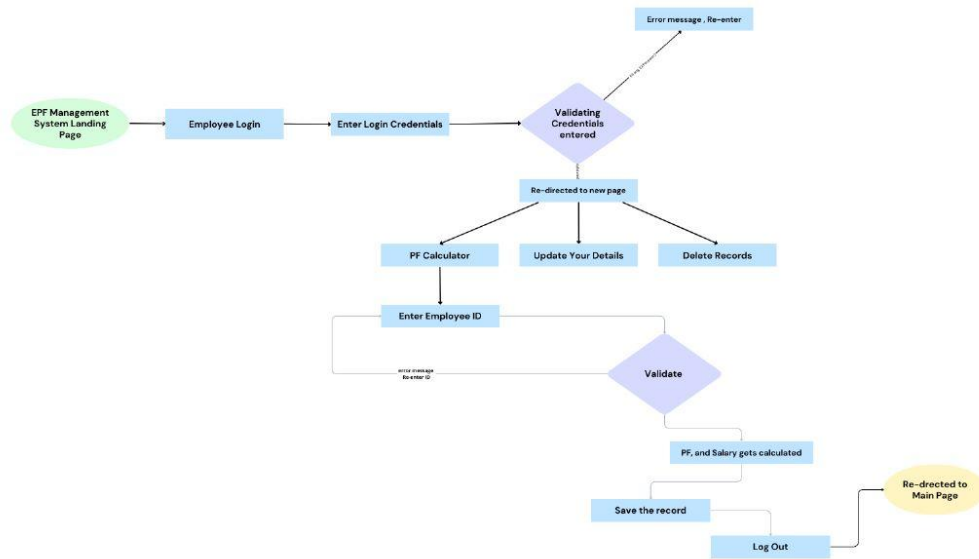 Error message , Re-enter
EPF Management
System Landing
Page
Employee Login
Enter Login Credentials
Validating
Credentials
entered
Re-directed to new page
PF Calculator
Update Your Details
Delete Records
Enter Employee ID
Validate
error message
Re-enter ID
PF, and Salary gets calculated
Re-drected to
Main Page
Save the record
Log Out